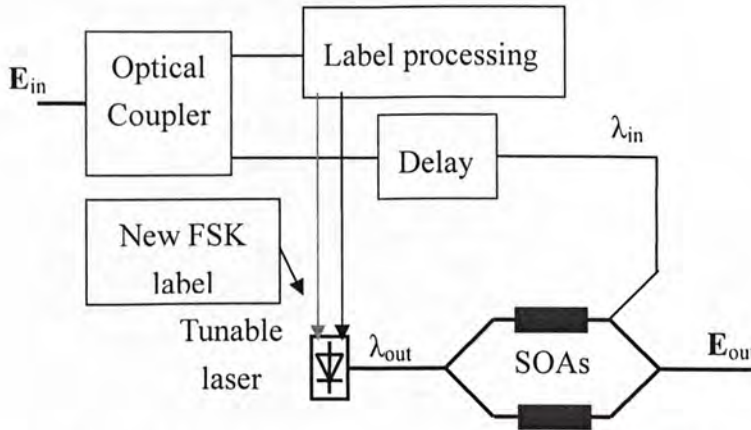 E_in
Optical
Coupler
Label processing
Delay
λ_in
New FSK
label
Tunable
laser
λ_out
SOAs
E_out